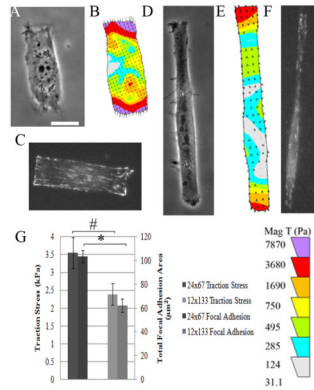 A
B
D
E
F
C
G
#
*
Traction Stress (kPa)
4
3.5
3
2.5
2
1.5
1
0.5
0
120
100
80
60
40
20
0
Total Focal Adhesion Area
(μm²)
24x67 Traction Stress
12x133 Traction Stress
24x67 Focal Adhesion
12x133 Focal Adhesion
Mag T (Pa)
7870
3680
1690
750
495
285
124
31.1